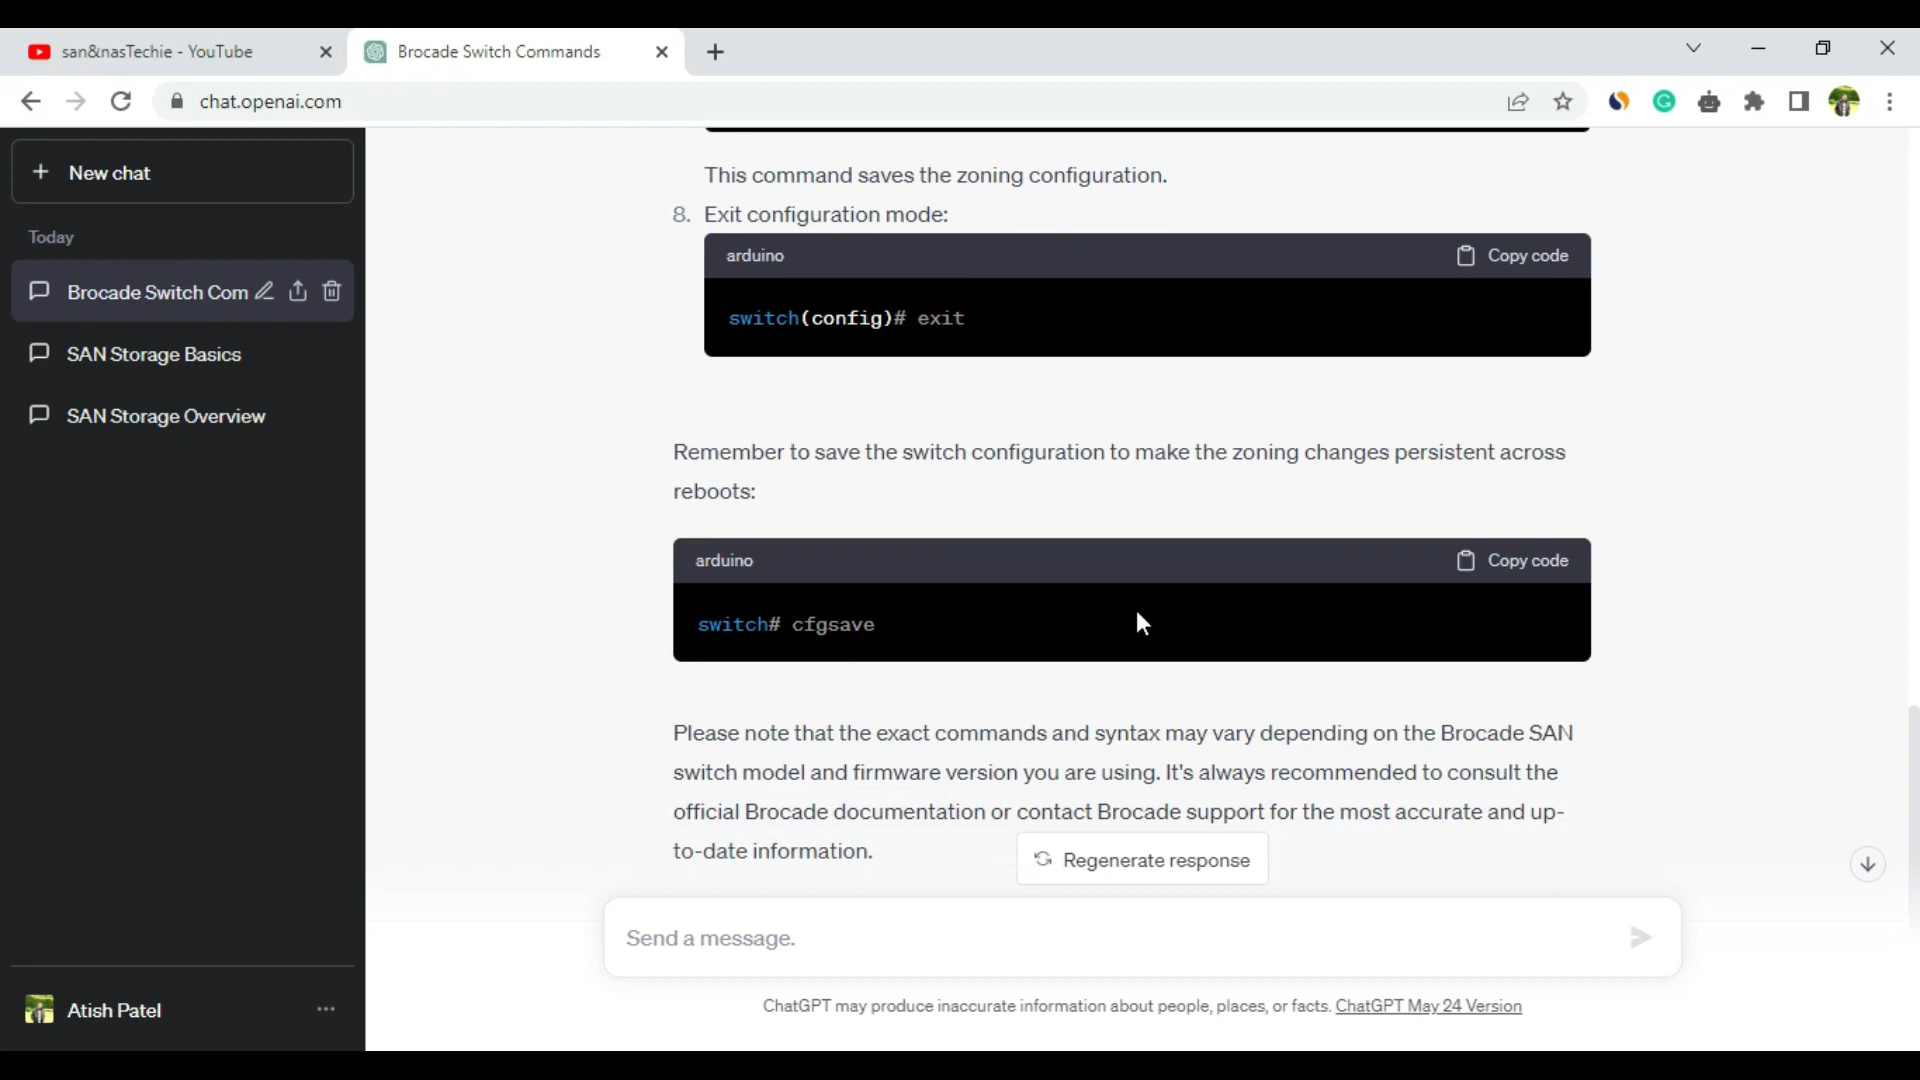 san&nasTechie - YouTube
Brocade Switch Commands
chat.openai.com
New chat
Today
Brocade Switch Com
SAN Storage Basics
SAN Storage Overview
Atish Patel
This command saves the zoning configuration.
8. Exit configuration mode:
arduino
Copy code
switch(config)# exit
Remember to save the switch configuration to make the zoning changes persistent across
reboots:
arduino
Copy code
switch# cfgsave
Please note that the exact commands and syntax may vary depending on the Brocade SAN
switch model and firmware version you are using. It's always recommended to consult the
official Brocade documentation or contact Brocade support for the most accurate and up-
to-date information.
Regenerate response
Send a message.
ChatGPT may produce inaccurate information about people, places, or facts. ChatGPT May 24 Version